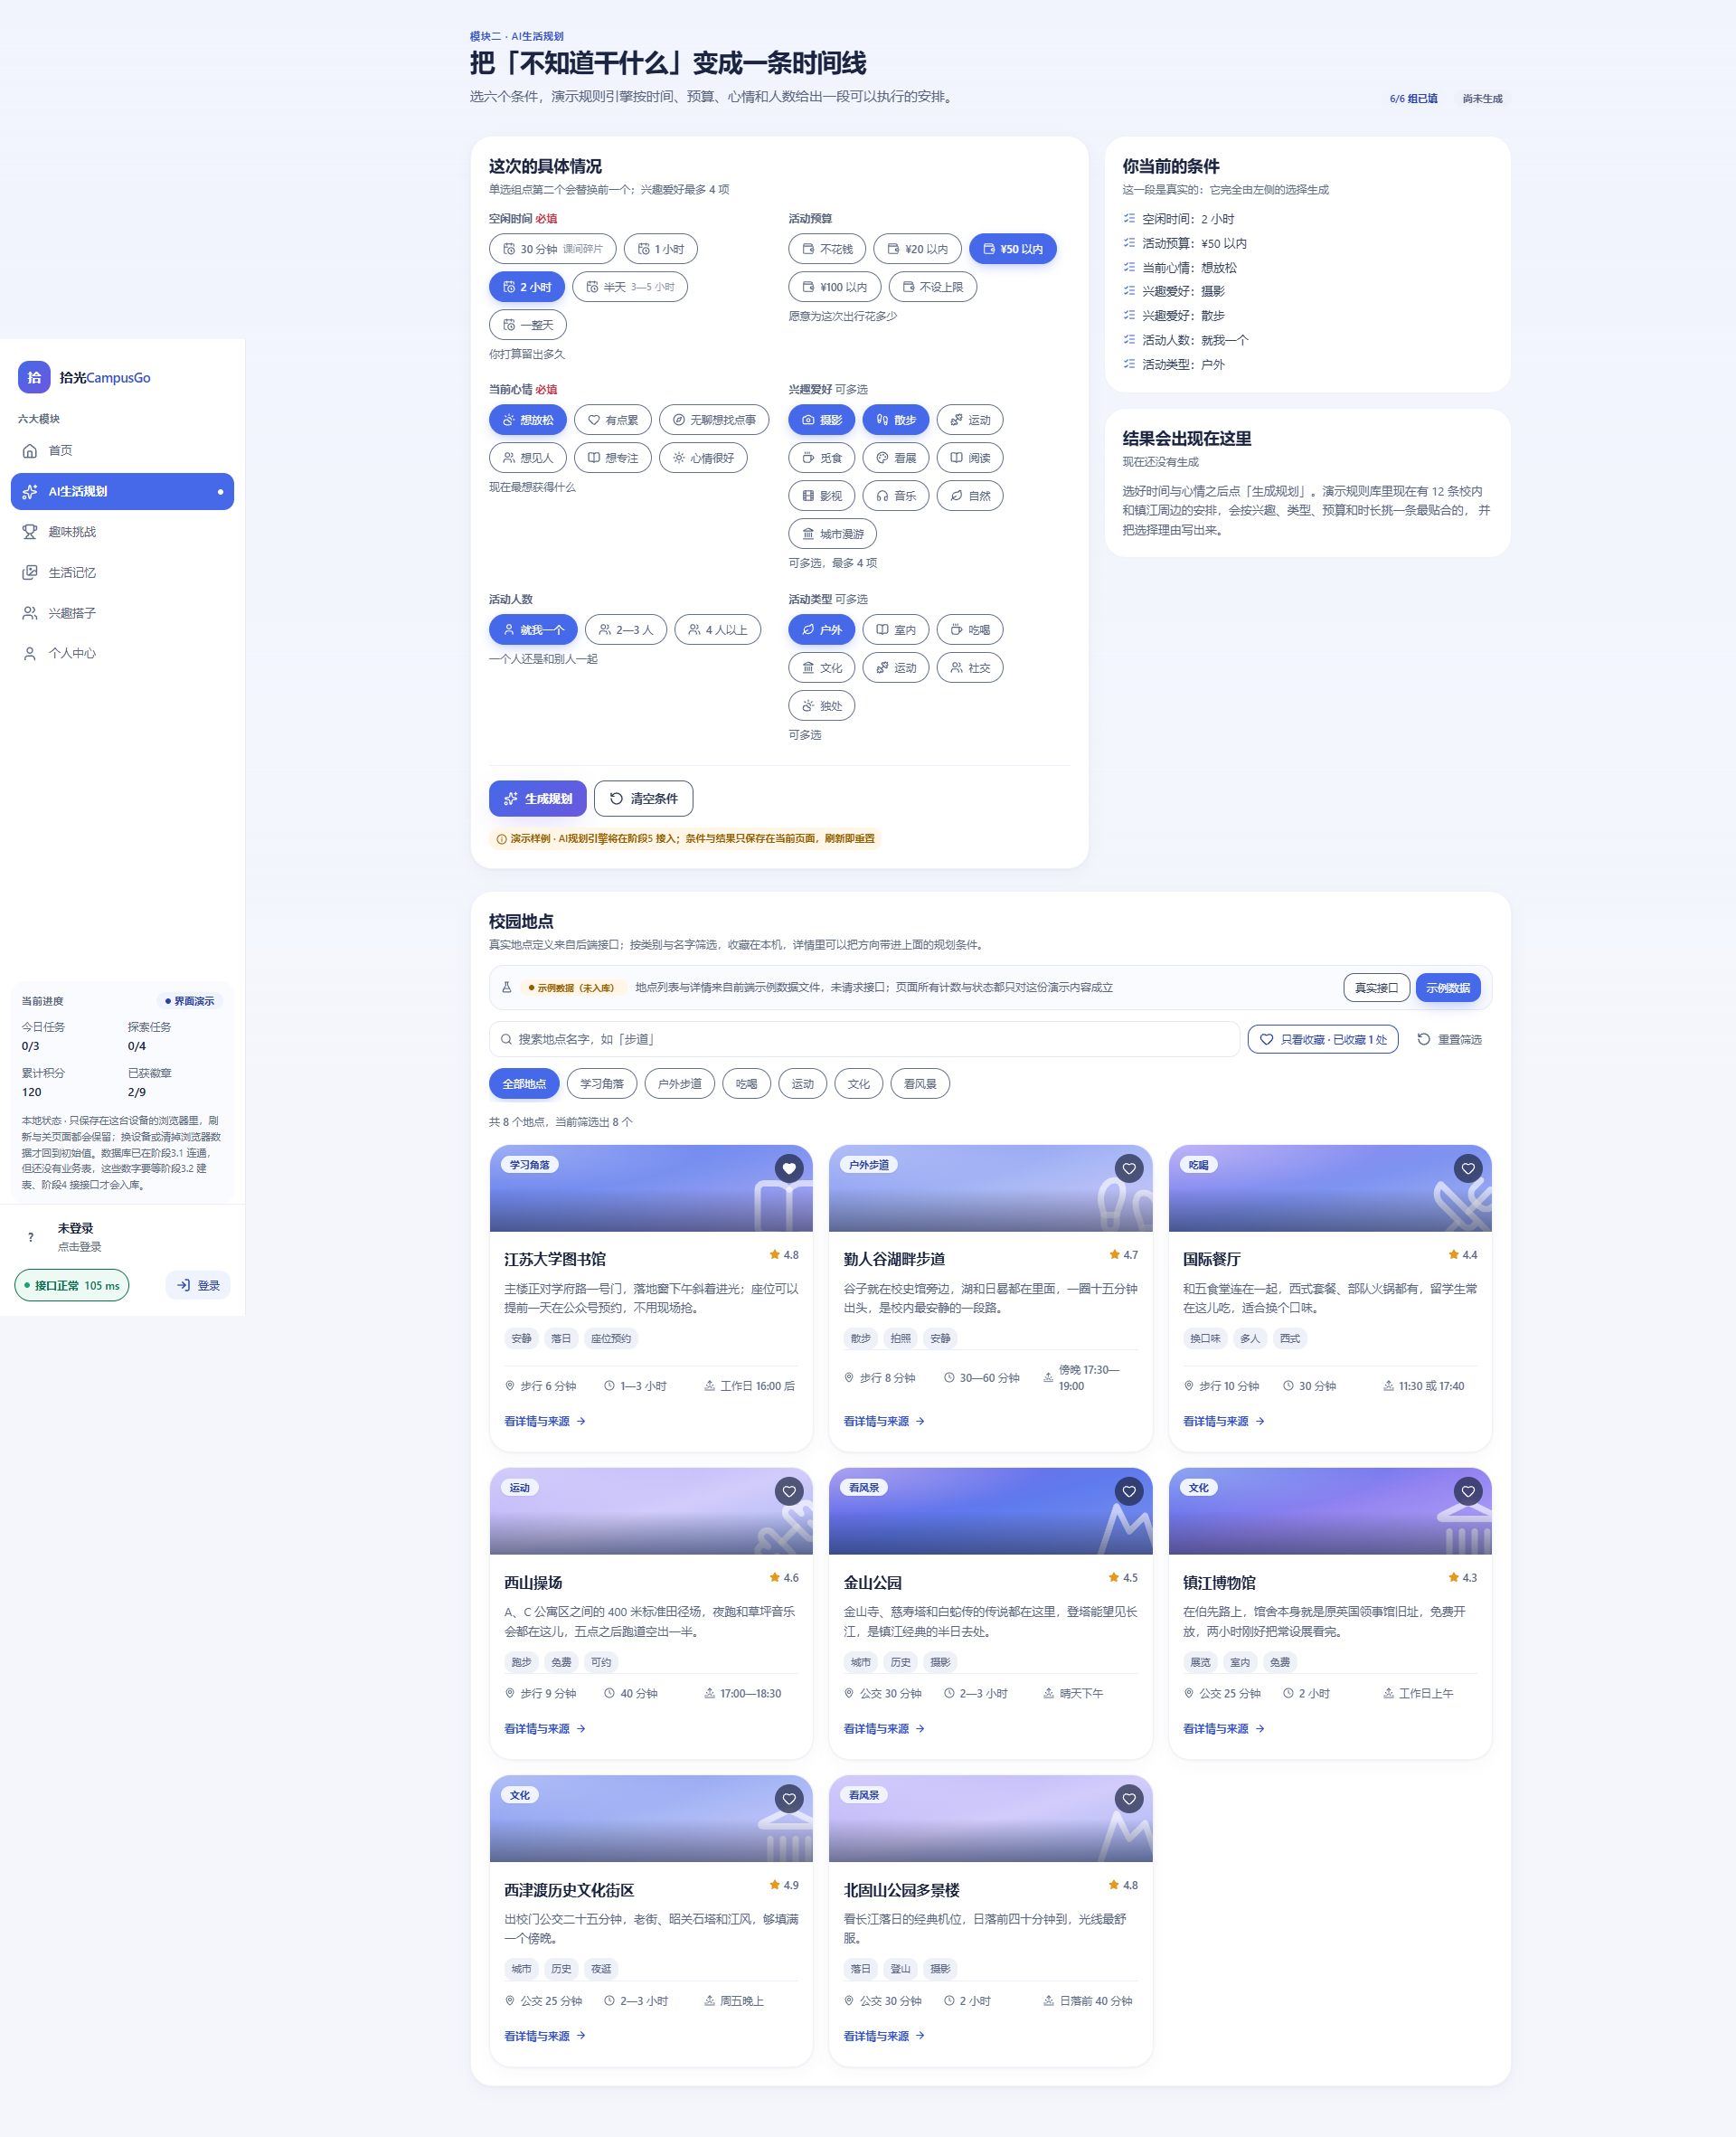 模块二 · AI生活规划
把「不知道干什么」变成一条时间线
选六个条件，演示规则引擎按时间、预算、心情和人数给出一段可以执行的安排。
6/6 组已填
尚未生成
拾
拾光CampusGo
六大模块
首页
AI生活规划
趣味挑战
生活记忆
兴趣搭子
个人中心
当前进度
界面演示
今日任务
探索任务
0/3
0/4
累计积分
已获徽章
120
2/9
本地状态 · 只保存在这台设备的浏览器里，刷
新与关页面都会保留；换设备或清掉浏览器数
据才回到初始值。数据库已在阶段3.1 连通，
但还没有业务表，这些数字要等阶段3.2 建
表、阶段4 接接口才会入库。
?
未登录
点击登录
接口正常 105 ms
登录
这次的具体情况
单选组点第二个会替换前一个；兴趣爱好最多 4 项
空闲时间 必填
30 分钟 课间碎片
1 小时
2 小时
半天 3—5 小时
一整天
你打算留出多久
活动预算
不花钱
¥20 以内
¥50 以内
¥100 以内
不设上限
愿意为这次出行花多少
当前心情 必填
想放松
有点累
无聊想找点事
想见人
想专注
心情很好
现在最想获得什么
兴趣爱好 可多选
摄影
散步
运动
觅食
看展
阅读
影视
音乐
自然
城市漫游
可多选，最多 4 项
活动人数
就我一个
2—3 人
4 人以上
一个人还是和别人一起
活动类型 可多选
户外
室内
吃喝
文化
运动
社交
独处
可多选
生成规划
清空条件
演示样例 · AI规划引擎将在阶段5 接入；条件与结果只保存在当前页面，刷新即重置
你当前的条件
这一段是真实的：它完全由左侧的选择生成
空闲时间：2 小时
活动预算：¥50 以内
当前心情：想放松
兴趣爱好：摄影
兴趣爱好：散步
活动人数：就我一个
活动类型：户外
结果会出现在这里
现在还没有生成
选好时间与心情之后点「生成规划」。演示规则库里现在有 12 条校内
和镇江周边的安排，会按兴趣、类型、预算和时长挑一条最贴合的， 并
把选择理由写出来。
校园地点
真实地点定义来自后端接口；按类别与名字筛选，收藏在本机，详情里可以把方向带进上面的规划条件。
示例数据（未入库）
地点列表与详情来自前端示例数据文件，未请求接口；页面所有计数与状态都只对这份演示内容成立
真实接口
示例数据
搜索地点名字，如「步道」
只看收藏 · 已收藏 1 处
重置筛选
全部地点
学习角落
户外步道
吃喝
运动
文化
看风景
共 8 个地点，当前筛选出 8 个
学习角落
江苏大学图书馆
4.8
主楼正对学府路一号门，落地窗下午斜着进光；座位可以
提前一天在公众号预约，不用现场抢。
安静
落日
座位预约
步行 6 分钟
1—3 小时
工作日 16:00 后
看详情与来源
户外步道
勤人谷湖畔步道
4.7
谷子就在校史馆旁边，湖和日晷都在里面，一圈十五分钟
出头，是校内最安静的一段路。
散步
拍照
安静
步行 8 分钟
30—60 分钟
傍晚 17:30—
19:00
看详情与来源
吃喝
国际餐厅
4.4
和五食堂连在一起，西式套餐、部队火锅都有，留学生常
在这儿吃，适合换个口味。
换口味
多人
西式
步行 10 分钟
30 分钟
11:30 或 17:40
看详情与来源
运动
西山操场
4.6
A、C 公寓区之间的 400 米标准田径场，夜跑和草坪音乐
会都在这儿，五点之后跑道空出一半。
跑步
免费
可约
步行 9 分钟
40 分钟
17:00—18:30
看详情与来源
看风景
金山公园
4.5
金山寺、慈寿塔和白蛇传的传说都在这里，登塔能望见长
江，是镇江经典的半日去处。
城市
历史
摄影
公交 30 分钟
2—3 小时
晴天下午
看详情与来源
文化
镇江博物馆
4.3
在伯先路上，馆舍本身就是原英国领事馆旧址，免费开
放，两小时刚好把常设展看完。
展览
室内
免费
公交 25 分钟
2 小时
工作日上午
看详情与来源
文化
西津渡历史文化街区
4.9
出校门公交二十五分钟，老街、昭关石塔和江风，够填满
一个傍晚。
城市
历史
夜逛
公交 25 分钟
2—3 小时
周五晚上
看详情与来源
看风景
北固山公园多景楼
4.8
看长江落日的经典机位，日落前四十分钟到，光线最舒
服。
落日
登山
摄影
公交 30 分钟
2 小时
日落前 40 分钟
看详情与来源